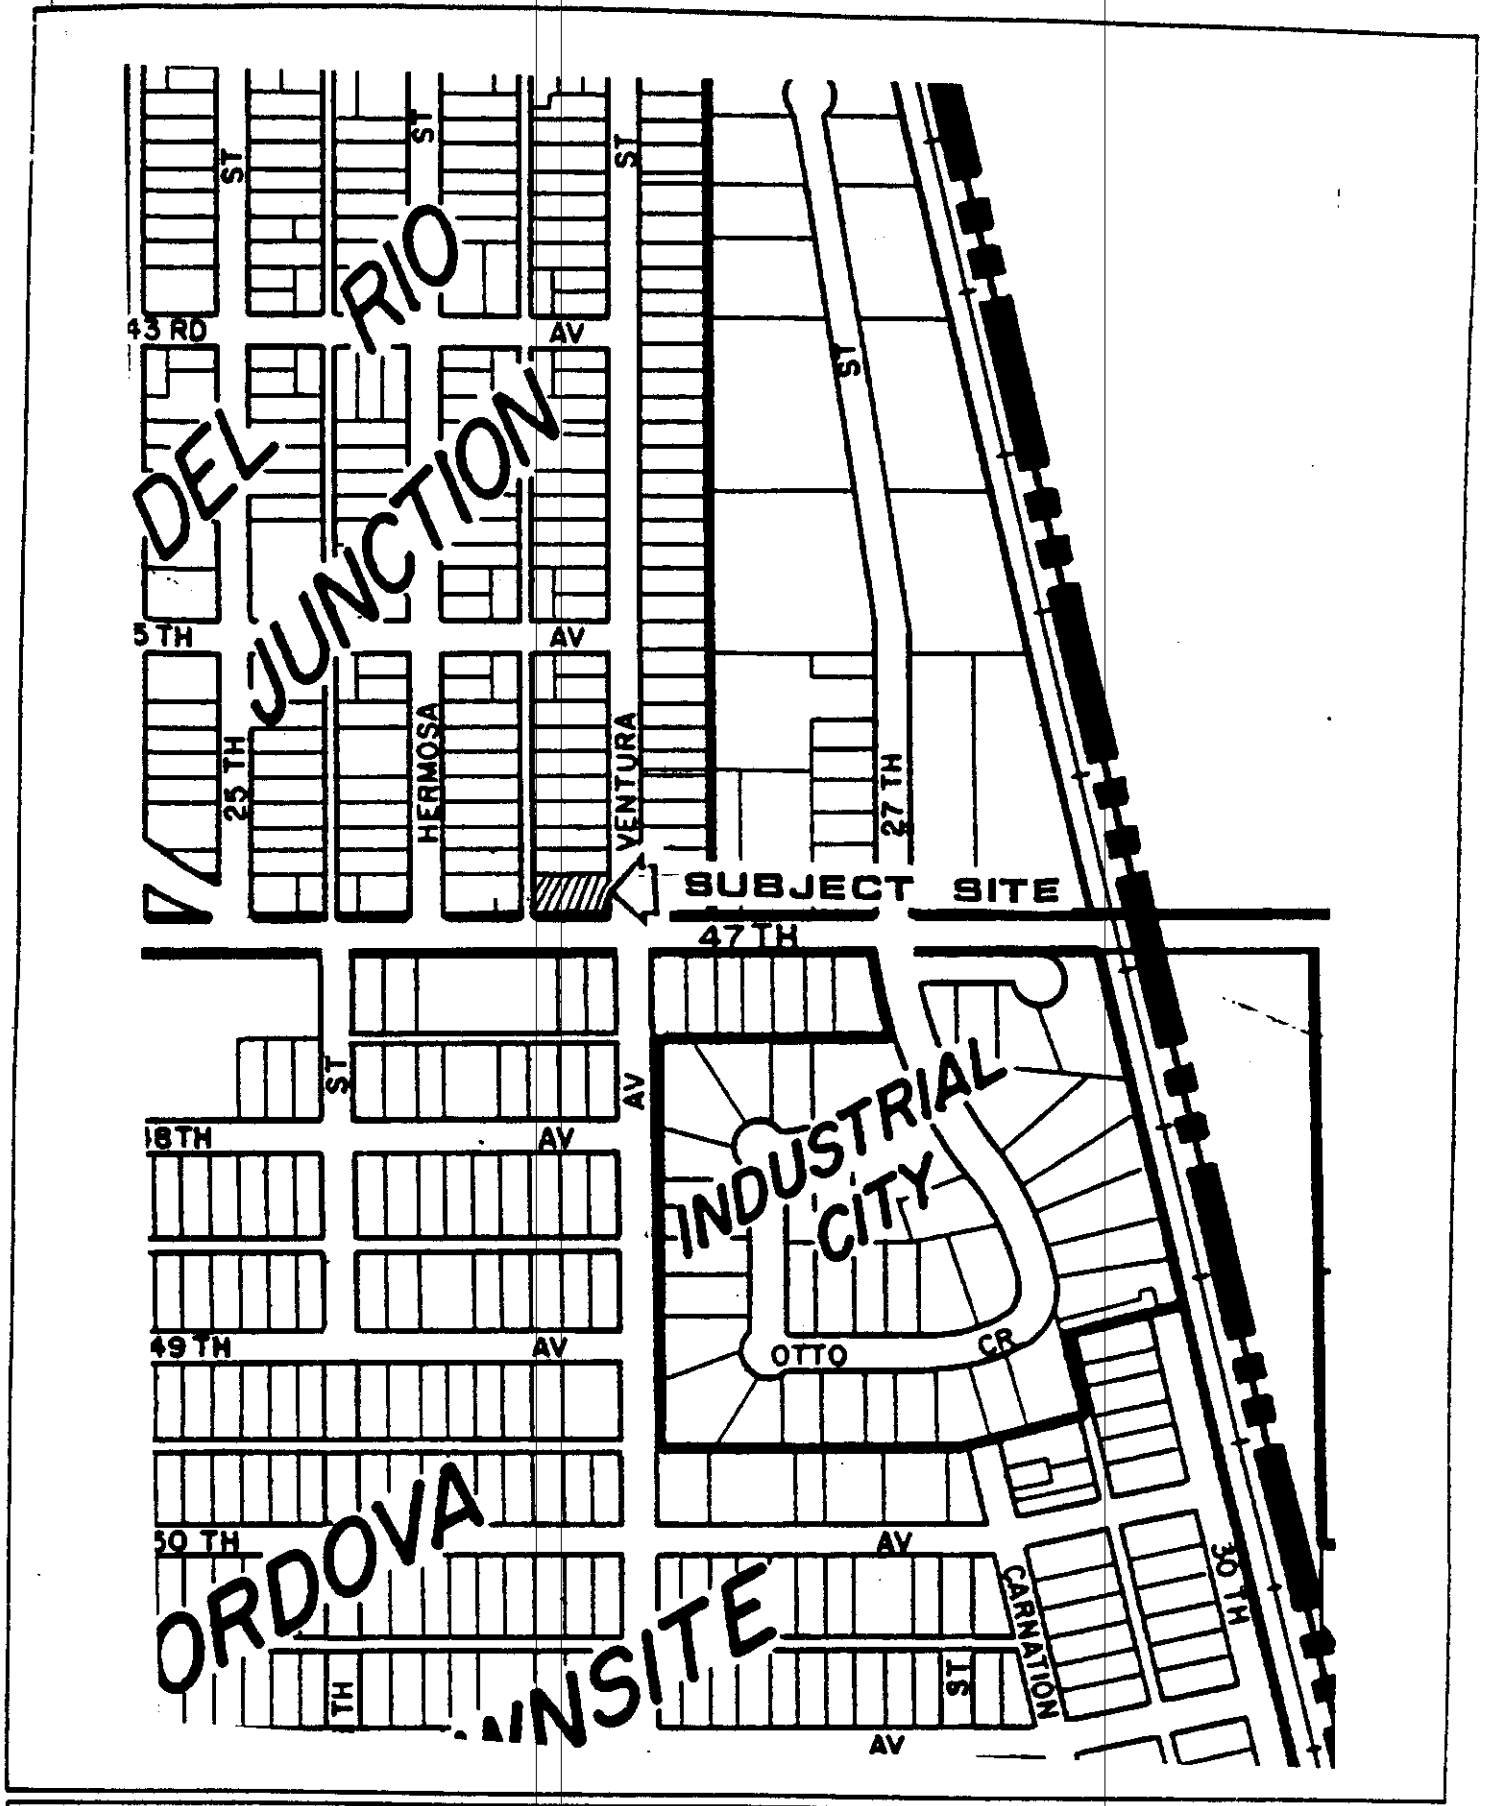 ST
ST
ST
RIO
43 RD
AV
ST
DEL
JUNCTION
5 TH
AV
25 TH
HERMOSA
VENTURA
27 TH
SUBJECT SITE
47 TH
ST
AV
INDUSTRIAL
CITY
8 TH
AV
49 TH
AV
OTTO
CR
ORDOVA
50 TH
AV
30 TH
CARNATION
NSITE
TH
ST
AV